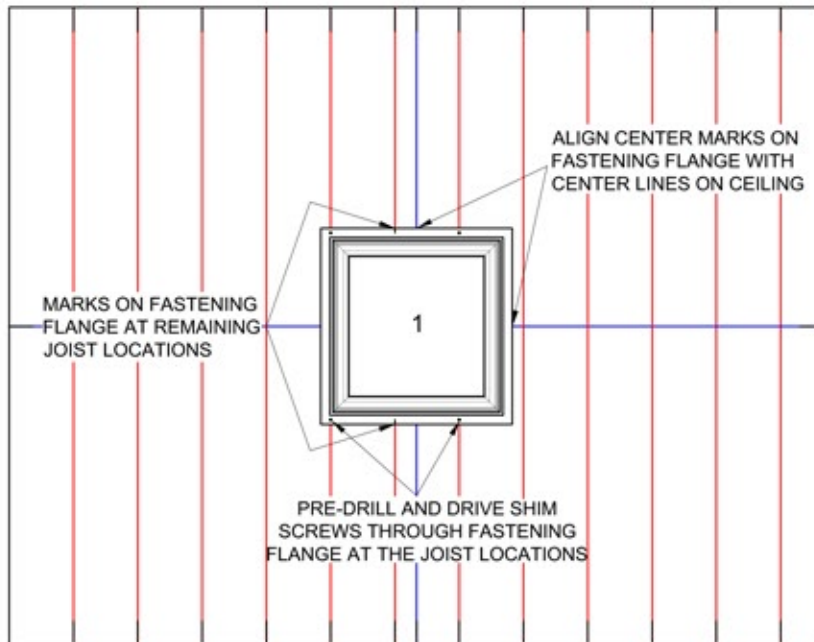 ALIGN CENTER MARKS ON
FASTENING FLANGE WITH
CENTER LINES ON CEILING
MARKS ON FASTENING
FLANGE AT REMAINING
JOIST LOCATIONS
1
PRE-DRILL AND DRIVE SHIM
SCREWS THROUGH FASTENING
FLANGE AT THE JOIST LOCATIONS